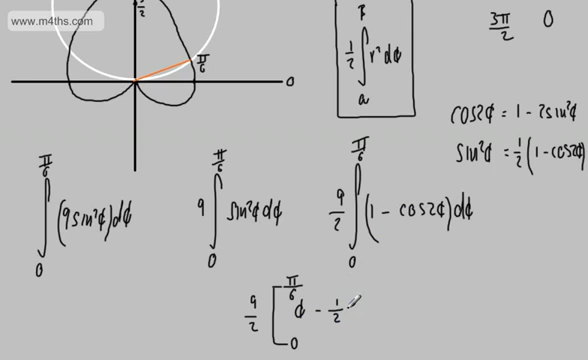 www.m4ths.com
3/2
π/6
0
β
1/2 ∫ r² dϕ
a
3π/2 0
cos2ϕ = 1 - 2sin²ϕ
sin²ϕ = 1/2 (1 - cos2ϕ)
π/6
∫ (9sin²ϕ)dϕ
0
π/6
9 ∫ sin²ϕ dϕ
0
π/6
9/2 ∫ (1 - cos2ϕ)dϕ
0
π/6
9/2 [ ϕ - 1/2
0